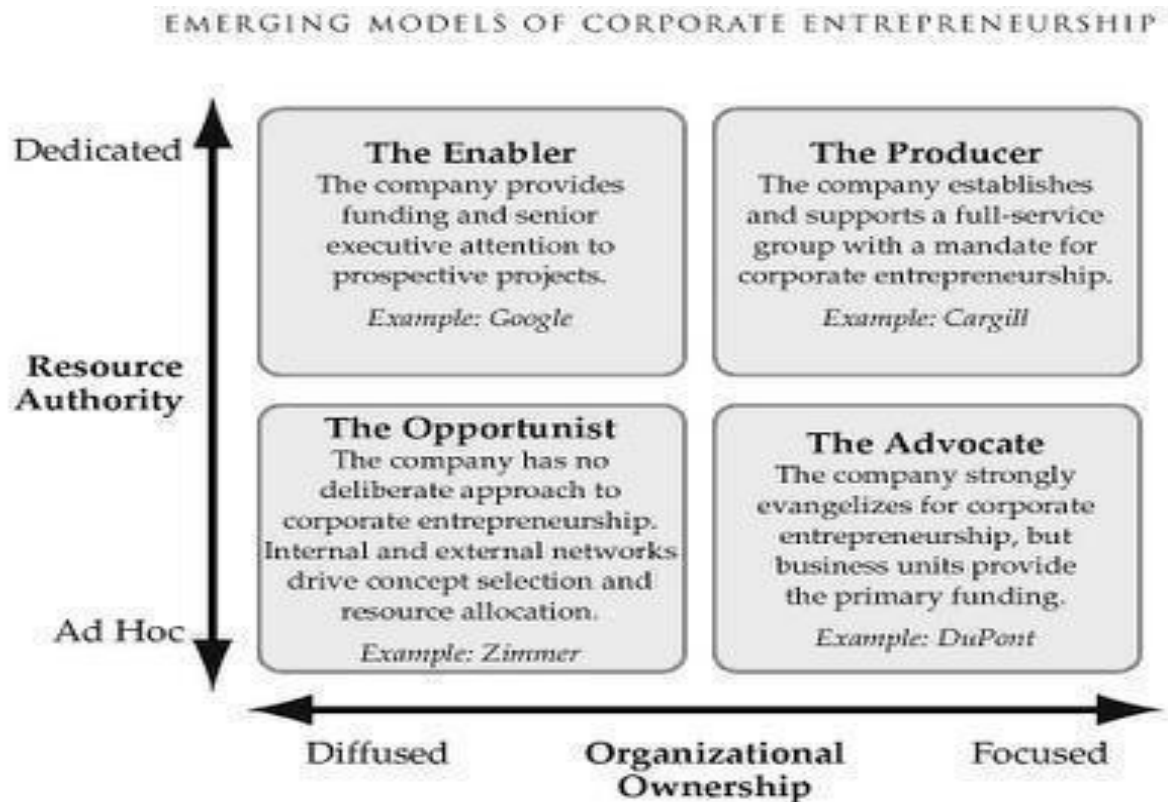 EMERGING MODELS OF CORPORATE ENTREPRENEURSHIP
Dedicated
The Enabler
The company provides
funding and senior
executive attention to
prospective projects.
Example: Google
The Producer
The company establishes
and supports a full-service
group with a mandate for
corporate entrepreneurship.
Example: Cargill
Resource
Authority
The Opportunist
The company has no
deliberate approach to
corporate entrepreneurship.
Internal and external networks
drive concept selection and
resource allocation.
Example: Zimmer
The Advocate
The company strongly
evangelizes for corporate
entrepreneurship, but
business units provide
the primary funding.
Example: DuPont
Ad Hoc
Diffused
Organizational
Ownership
Focused